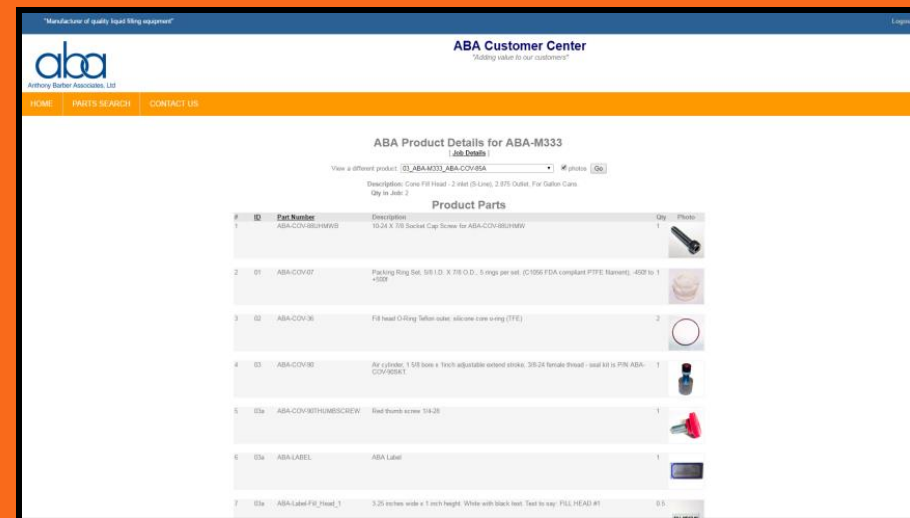 "Manufacturer of quality liquid filling equipment"
Logout
aba
Anthony Barber Associates, Ltd
ABA Customer Center
"Adding value to our customers"
HOME PARTS SEARCH CONTACT US
ABA Product Details for ABA-M333
[ Job Details ]
View a different product: 03_ABA-M333_ABA-COV-85A photos Go
Description: Cone Fill Head - 2 inlet (S-Line), 2.875 Outlet, For Gallon Cans
Qty in Job: 2
Product Parts
# ID Part Number Description Qty Photo
1 ABA-COV-88UHMWB 10-24 X 7/8 Socket Cap Screw for ABA-COV-88UHMW 1
2 01 ABA-COV-07 Packing Ring Set, 5/8 I.D. X 7/8 O.D., 5 rings per set. (C1056 FDA compliant PTFE filament), -450f to 1
+500f
3 02 ABA-COV-36 Fill head O-Ring Teflon outer, silicone core o-ring (TFE) 2
4 03 ABA-COV-90 Air cylinder, 1 5/8 bore x 1inch adjustable extend stroke, 3/8-24 female thread - seal kit is P/N ABA- 1
5 03a ABA-COV-90THUMBSCREW Red thumb screw 1/4-28 1
6 03a ABA-LABEL ABA Label 1
7 03a ABA-Label-Fill_Head_1 3.25 inches wide x 1 inch height. White with black text. Text to say: FILL HEAD #1 0.5